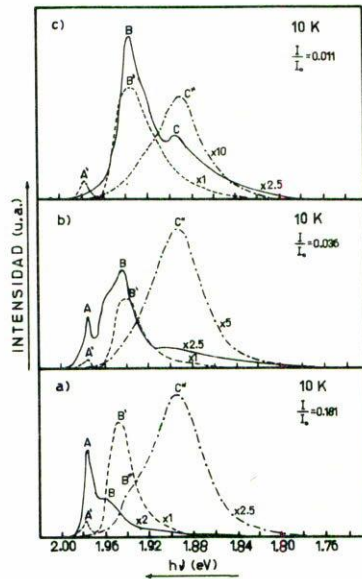 c)
B
10 K
I/I₀ =0.011
B'
C"
A'
C
x10
x1
x2.5
b)
10 K
I/I₀ =0.036
C"
B
A
B'
A'
x5
x2.5
x1
a)
10 K
I/I₀ =0.181
C"
B'
A
A'
B
B"
x2
x1
x2.5
2.00 1.96 1.92 1.88 1.84 1.80 1.76
hν (eV)
INTENSIDAD (u.a.)